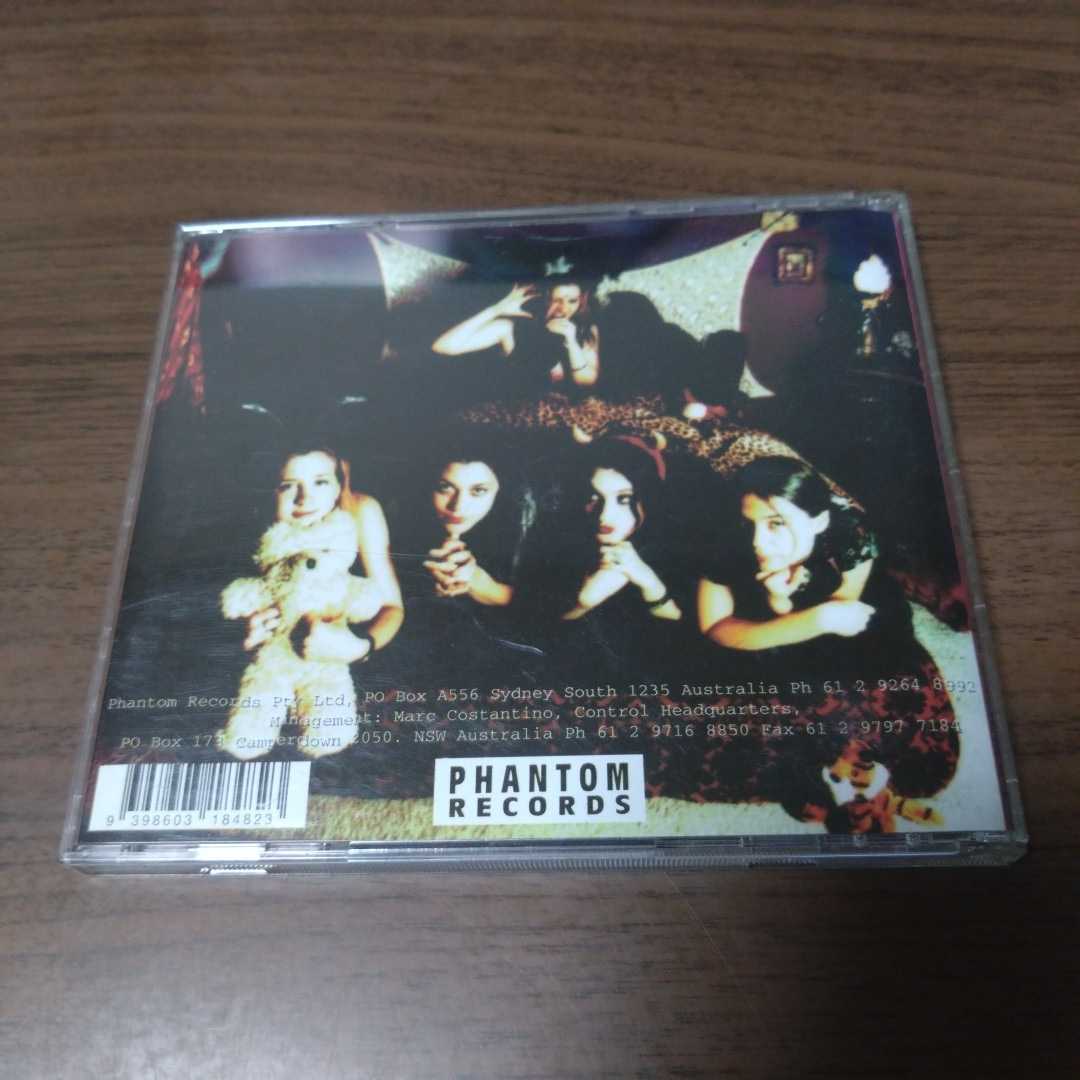 Phantom Records Pty Ltd, PO Box A556 Sydney South 1235 Australia Ph 61 2 9264 8992
Management: Marc Costantino, Control Headquarters,
PO Box 173 Camperdown 2050. NSW Australia Ph 61 2 9716 8850 Fax 61 2 9797 7184
9 398603 184823
PHANTOM
RECORDS